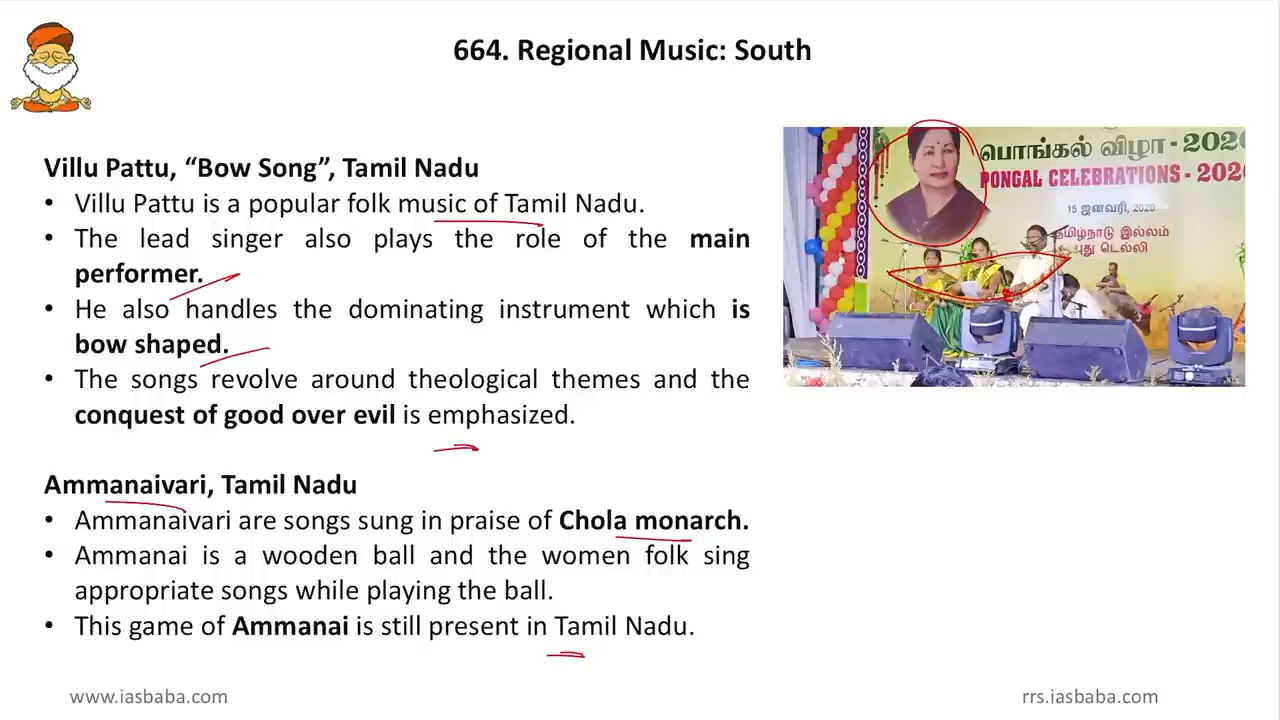 664. Regional Music: South
Villu Pattu, “Bow Song”, Tamil Nadu
• Villu Pattu is a popular folk music of Tamil Nadu.
• The lead singer also plays the role of the main
performer.
• He also handles the dominating instrument which is
bow shaped.
• The songs revolve around theological themes and the
conquest of good over evil is emphasized.
Ammanaivari, Tamil Nadu
• Ammanaivari are songs sung in praise of Chola monarch.
• Ammanai is a wooden ball and the women folk sing
appropriate songs while playing the ball.
• This game of Ammanai is still present in Tamil Nadu.
பொங்கல் விழா - 2020
PONGAL CELEBRATIONS - 2020
15 ஜனவரி, 2020
தமிழ்நாடு இல்லம்
புது டெல்லி
www.iasbaba.com
rrs.iasbaba.com